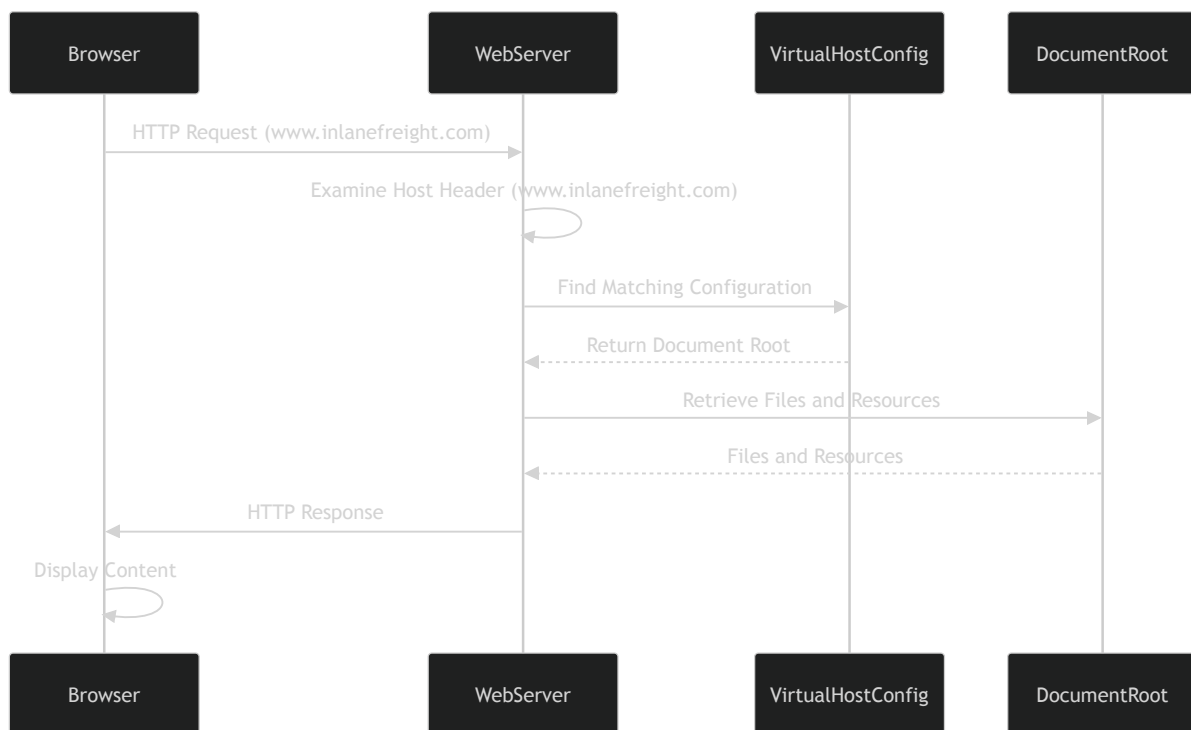 Browser
WebServer
VirtualHostConfig
DocumentRoot
HTTP Request (www.inlanefreight.com)
Examine Host Header (www.inlanefreight.com)
Find Matching Configuration
Return Document Root
Retrieve Files and Resources
Files and Resources
HTTP Response
Display Content
Browser
WebServer
VirtualHostConfig
DocumentRoot